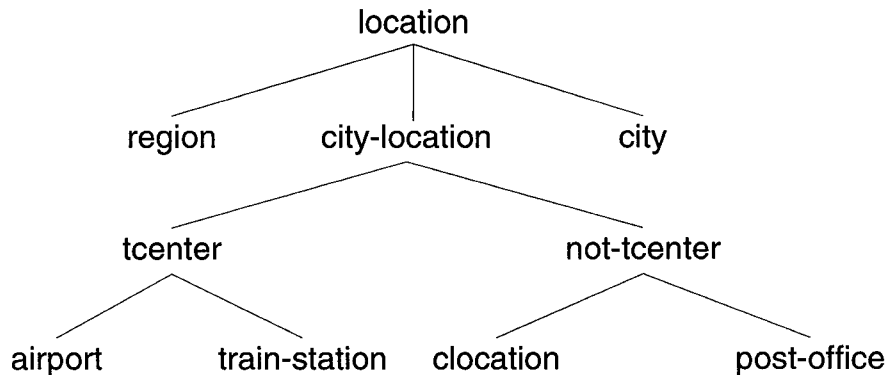 location
region city-location city
tcenter not-tcenter
airport train-station clocation post-office